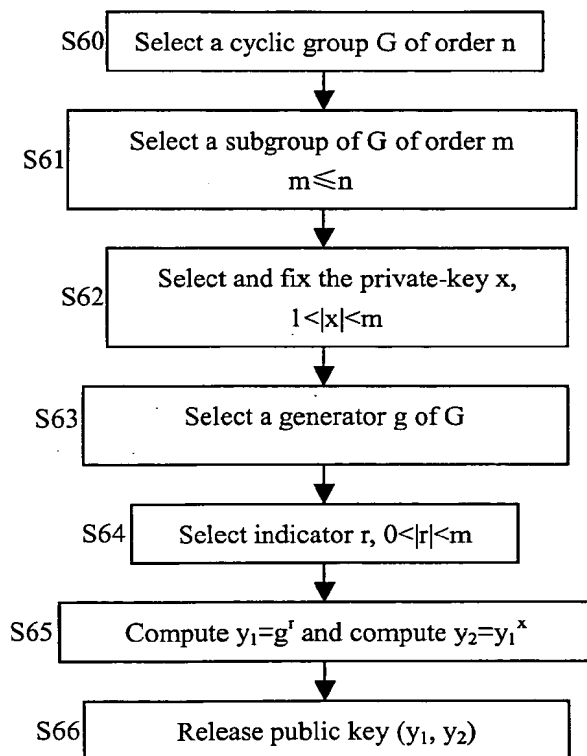 S60 Select a cyclic group G of order n
S61 Select a subgroup of G of order m
m⩽n
S62 Select and fix the private-key x,
1<|x|<m
S63 Select a generator g of G
S64 Select indicator r, 0<|r|<m
S65 Compute y₁=gʳ and compute y₂=y₁ˣ
S66 Release public key (y₁, y₂)